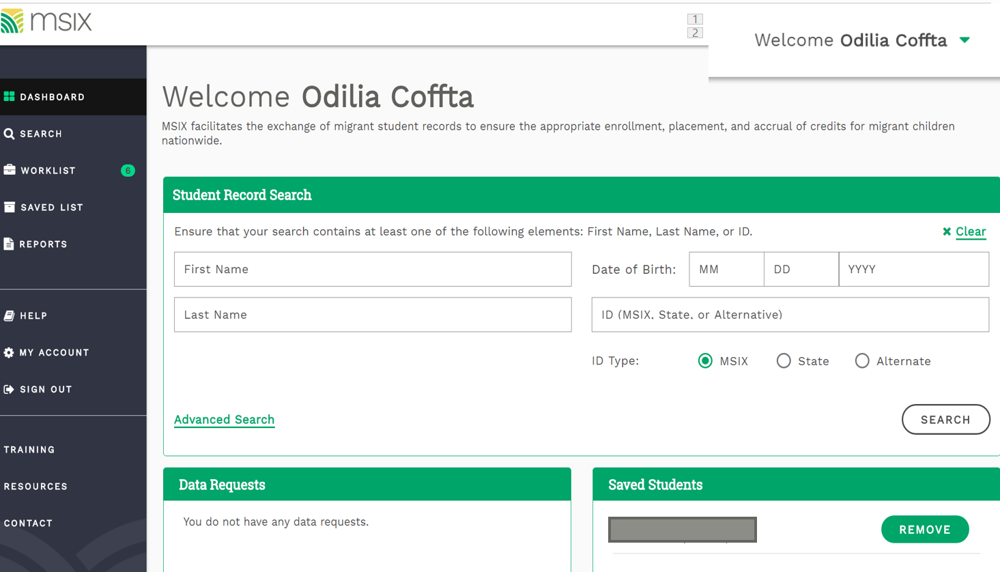 msix
1
2
Welcome Odilia Coffta
DASHBOARD
SEARCH
WORKLIST 6
SAVED LIST
REPORTS
HELP
MY ACCOUNT
SIGN OUT
TRAINING
RESOURCES
CONTACT
Welcome Odilia Coffta
MSIX facilitates the exchange of migrant student records to ensure the appropriate enrollment, placement, and accrual of credits for migrant children
nationwide.
Student Record Search
Ensure that your search contains at least one of the following elements: First Name, Last Name, or ID.
Clear
First Name
Date of Birth: MM DD YYYY
Last Name
ID (MSIX, State, or Alternative)
ID Type: MSIX State Alternate
Advanced Search
SEARCH
Data Requests
You do not have any data requests.
Saved Students
REMOVE